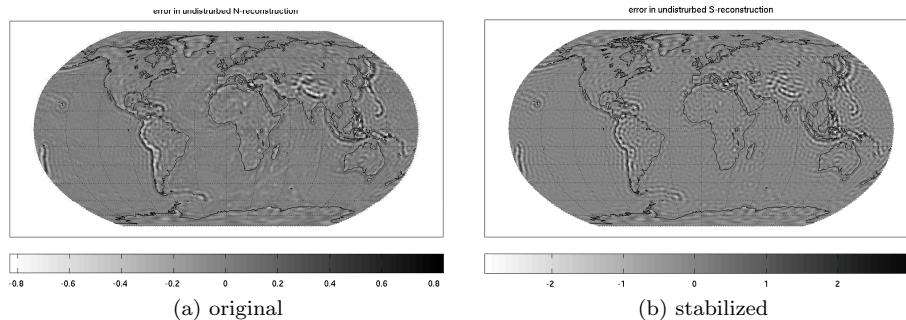 error in undisturbed N-reconstruction
error in undistrurbed S-reconstruction
-0.8 -0.6 -0.4 -0.2 0 0.2 0.4 0.6 0.8
-2 -1 0 1 2
(a) original
(b) stabilized